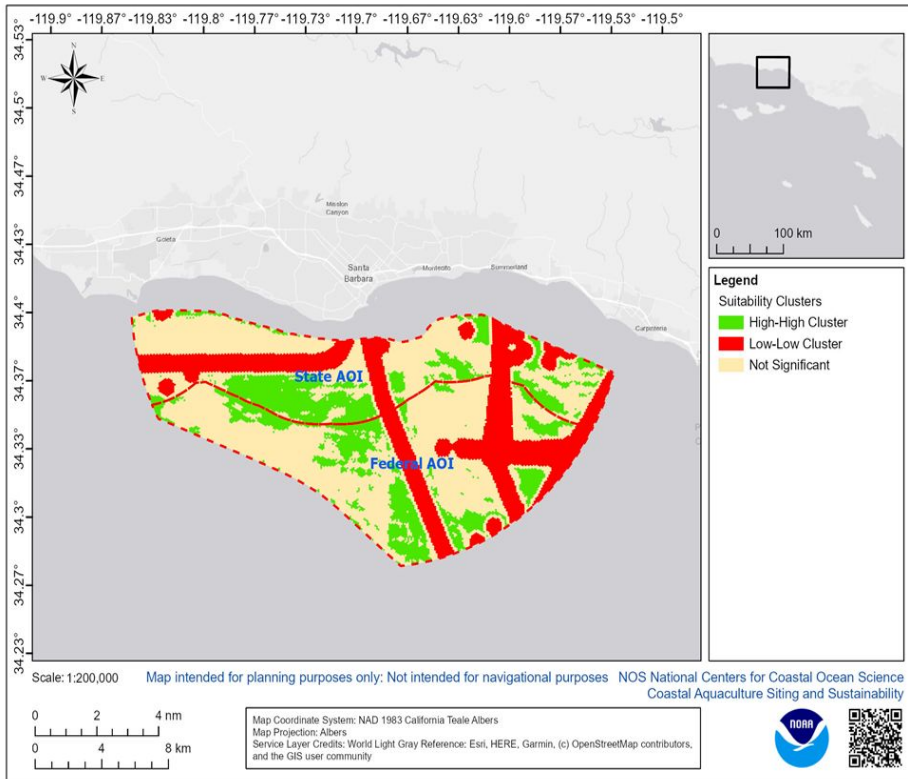 -119.9° -119.87° -119.83° -119.8° -119.77° -119.73° -119.7° -119.67° -119.63° -119.6° -119.57° -119.53° -119.5°
34.53°
34.5°
34.47°
34.43°
34.4°
34.37°
34.33°
34.3°
34.27°
34.23°
N
W E
S
Mission
Canyon
Goleta
Santa
Barbara
Montecito
Summerland
Carpinteria
State AOI
Federal AOI
0 100 km
Legend
Suitability Clusters
High-High Cluster
Low-Low Cluster
Not Significant
Scale: 1:200,000
Map intended for planning purposes only: Not intended for navigational purposes
NOS National Centers for Coastal Ocean Science
Coastal Aquaculture Siting and Sustainability
0 2 4 nm
0 4 8 km
Map Coordinate System: NAD 1983 California Teale Albers
Map Projection: Albers
Service Layer Credits: World Light Gray Reference: Esri, HERE, Garmin, (c) OpenStreetMap contributors,
and the GIS user community
NOAA